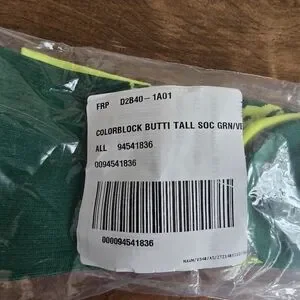 FRP D2B40-1A01
COLORBLOCK BUTTI TALL SOC GRN/VE
ALL 94541836
0094541836
000094541836